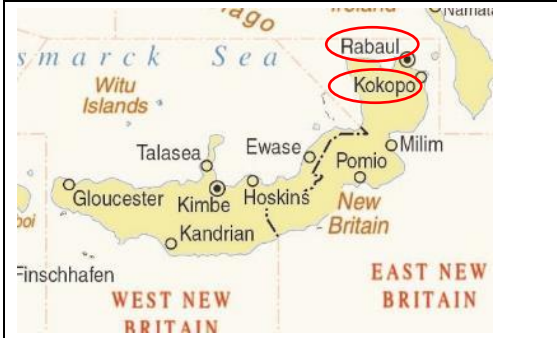 Rabaul
smarck Sea
Kokopo
Witu
Islands
Talasea
Ewase
Milim
Pomio
Gloucester
Kimbe
Hoskins
New
Britain
Kandrian
Finschhafen
EAST NEW
BRITAIN
WEST NEW
BRITAIN